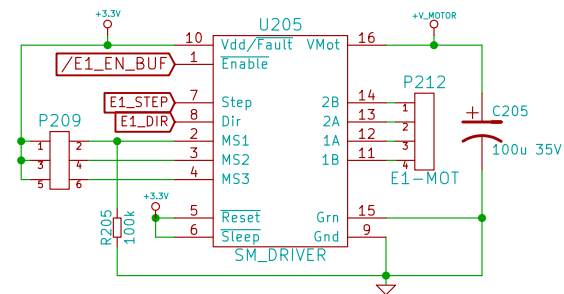 +3.3V
U205
+V_MOTOR
10 Vdd/Fault VMot 16
/E1_EN_BUF 1 Enable
P212
E1_STEP 7 Step 2B 14 1
E1_DIR 8 Dir 2A 13 2
C205
P209
1 2 2 MS1 1A 12 3
100u 35V
3 4 3 MS2 1B 11 4
5 6 4 MS3
E1-MOT
+3.3V
R205
100k
5 Reset Grn 15
6 Sleep Gnd 9
SM_DRIVER